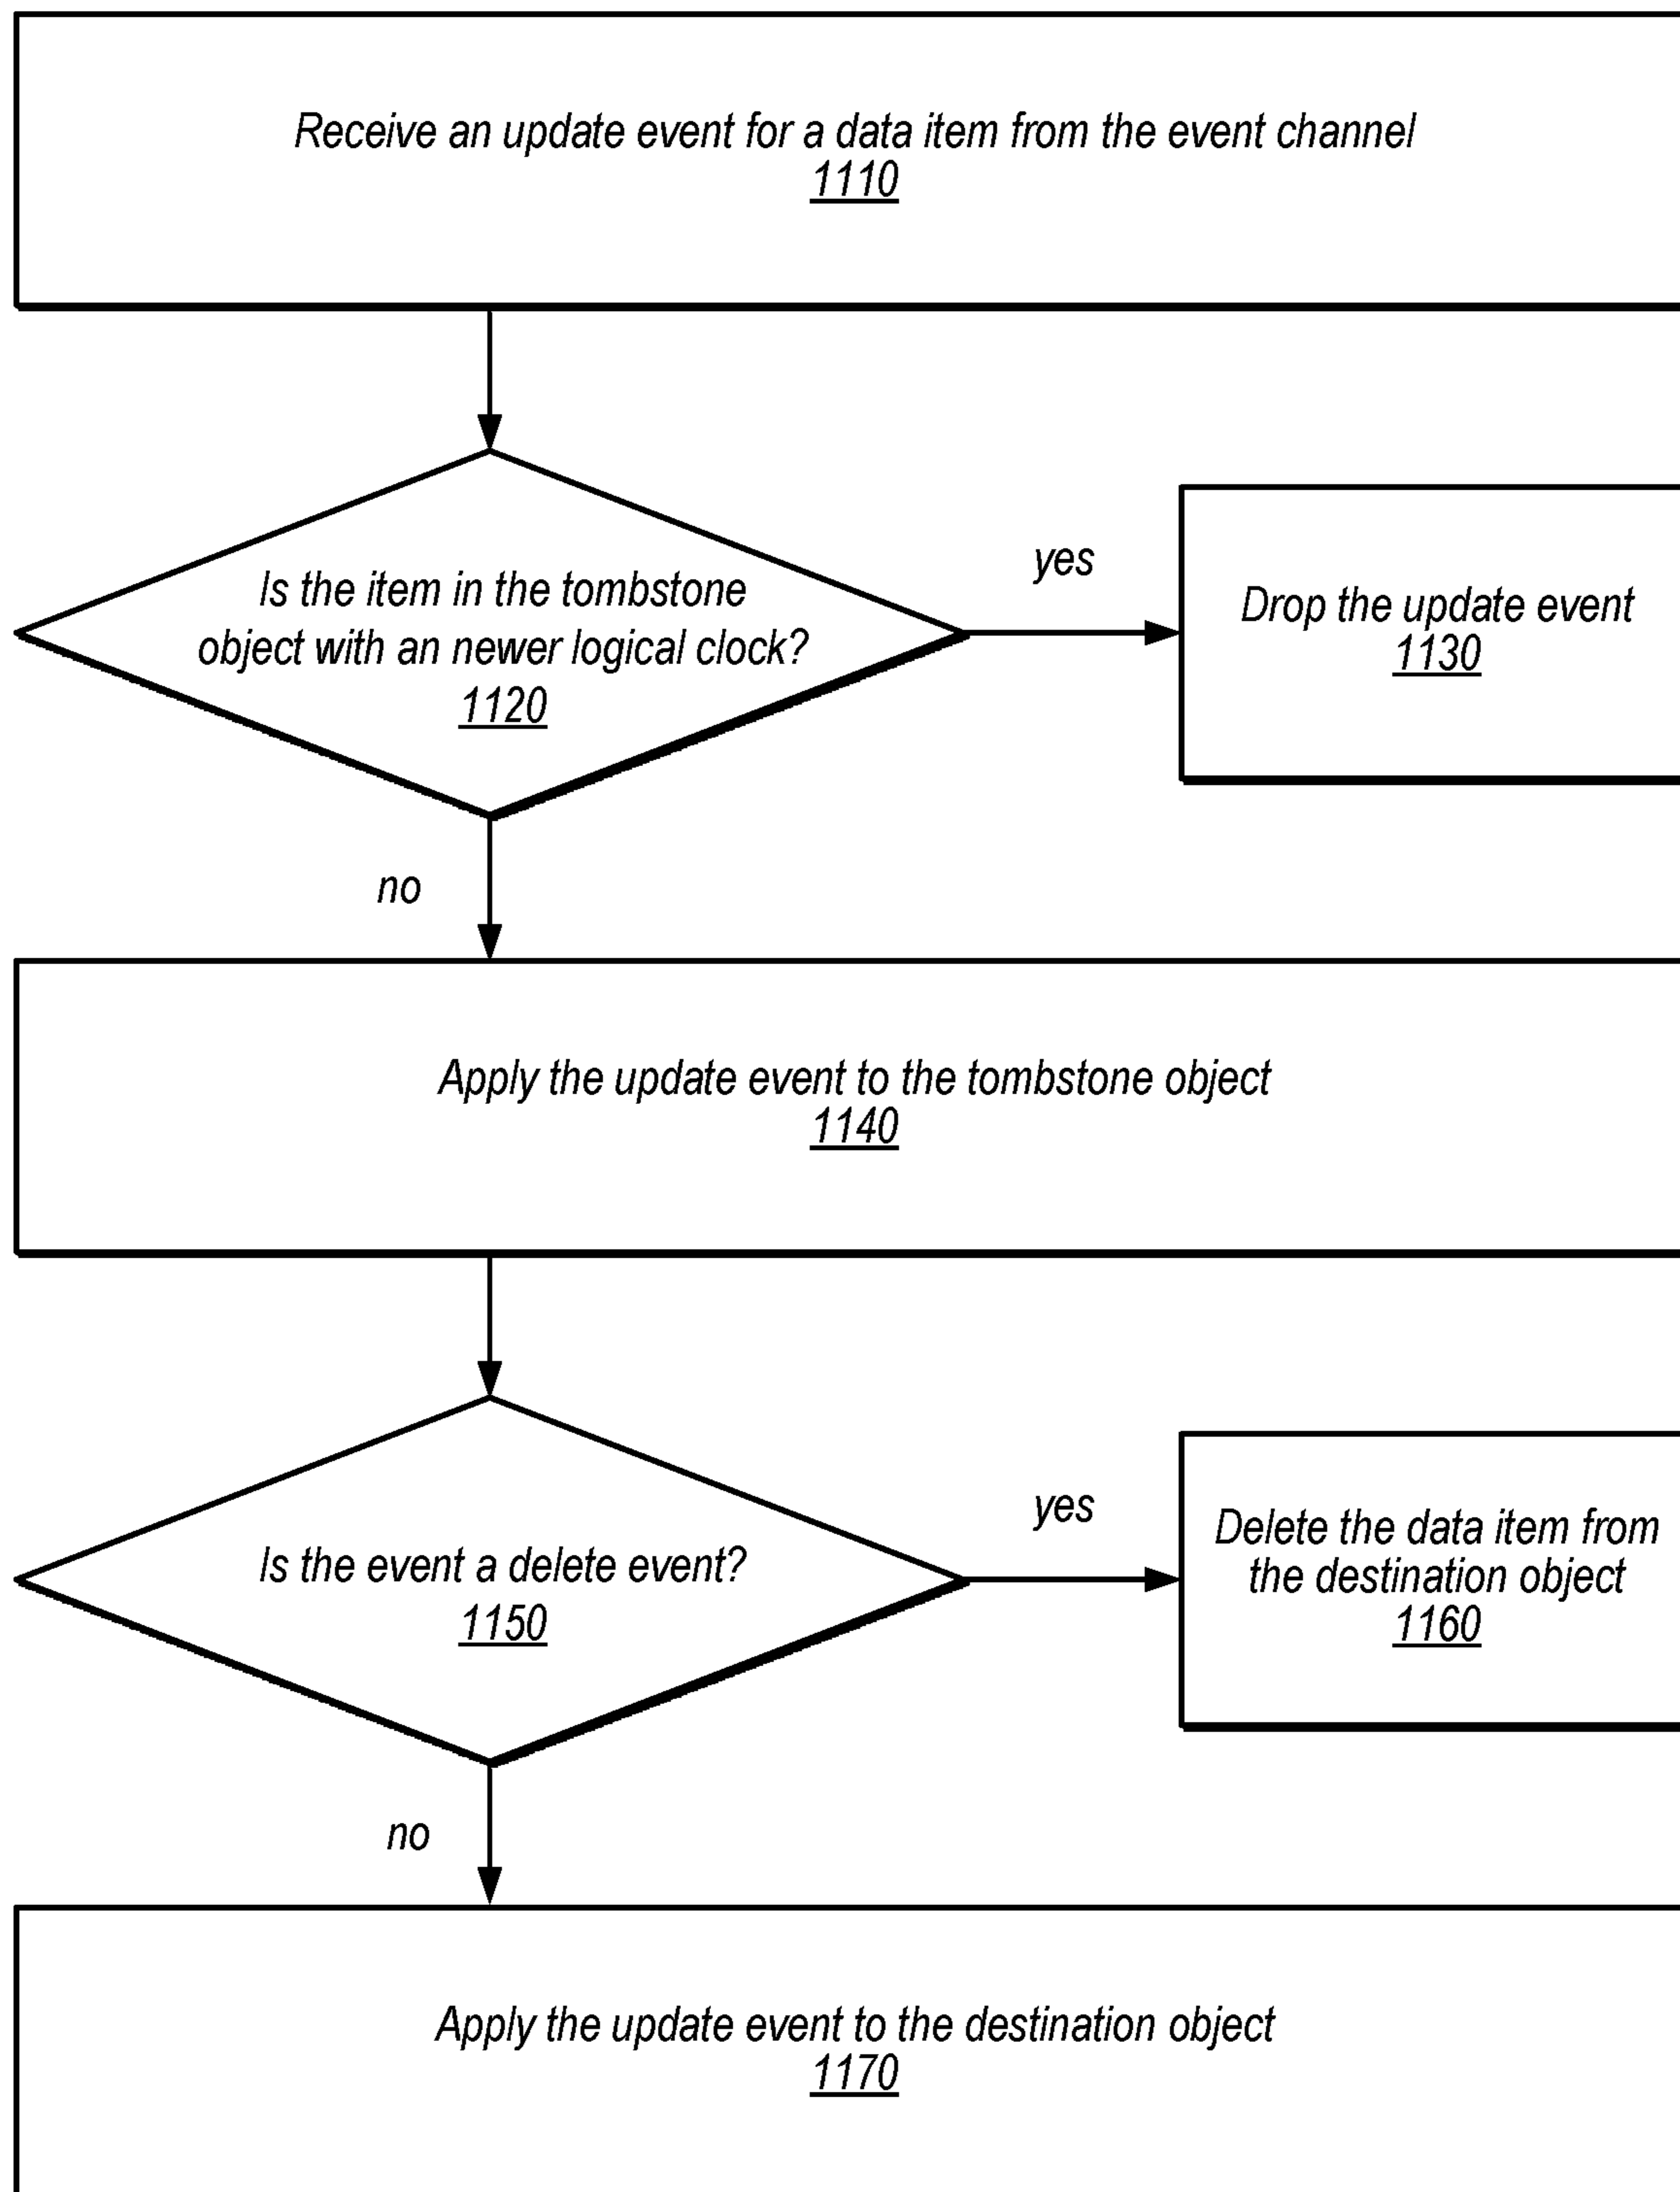 Receive an update event for a data item from the event channel
1110
Is the item in the tombstone
object with an newer logical clock?
1120
yes
Drop the update event
1130
no
Apply the update event to the tombstone object
1140
Is the event a delete event?
1150
yes
Delete the data item from
the destination object
1160
no
Apply the update event to the destination object
1170